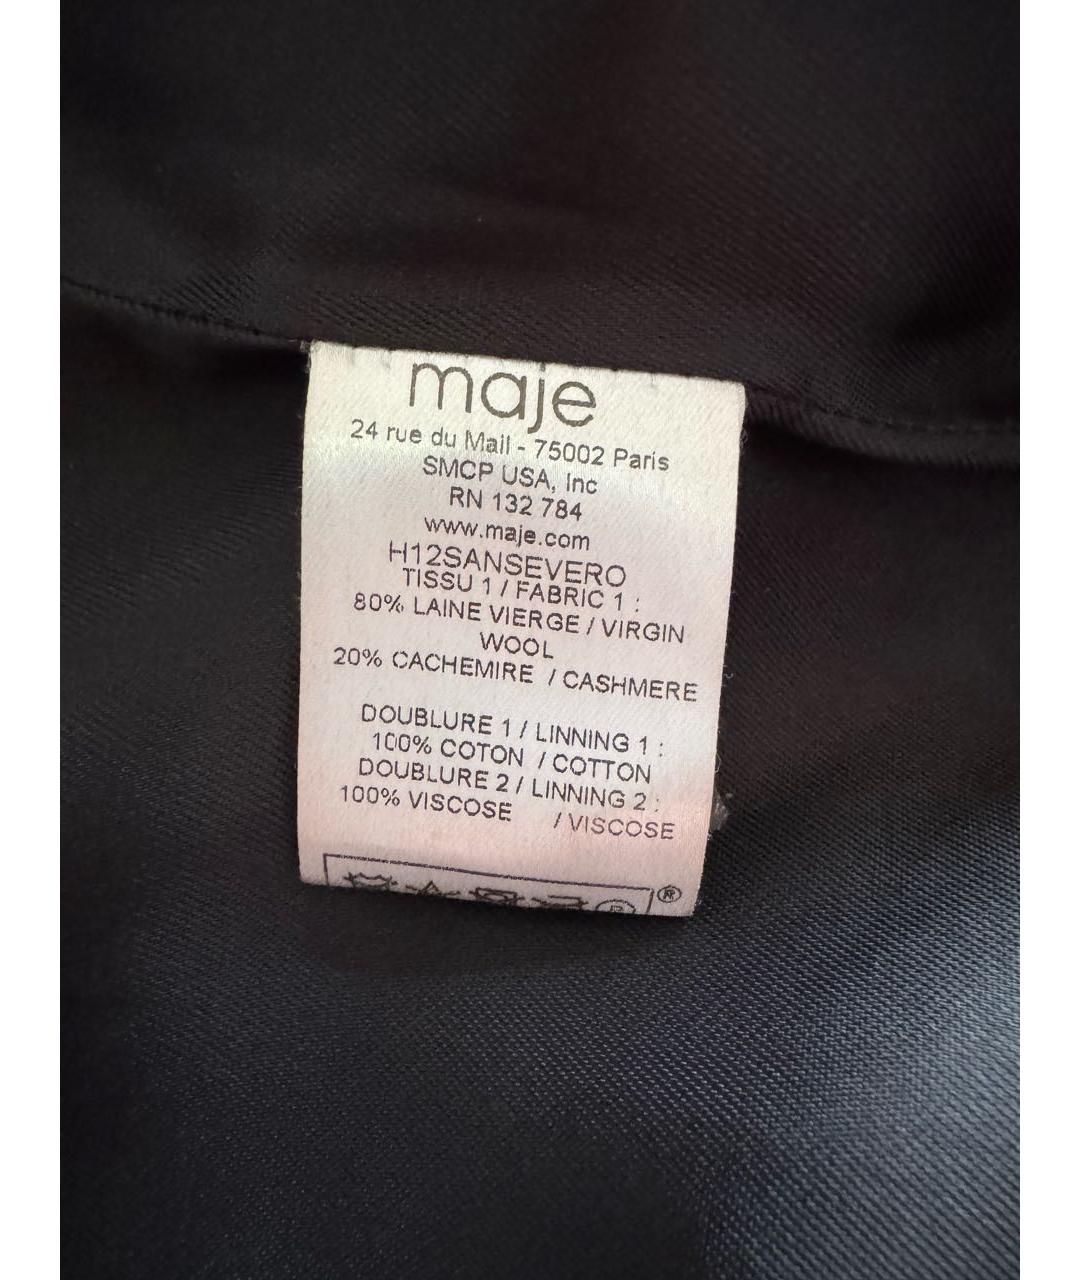 maje
24 rue du Mail - 75002 Paris
SMCP USA, Inc
RN 132 784
www.maje.com
H12SANSEVERO
TISSU 1 / FABRIC 1 :
80% LAINE VIERGE / VIRGIN
WOOL
20% CACHEMIRE / CASHMERE
DOUBLURE 1 / LINNING 1 :
100% COTON / COTTON
DOUBLURE 2 / LINNING 2 :
100% VISCOSE / VISCOSE
®